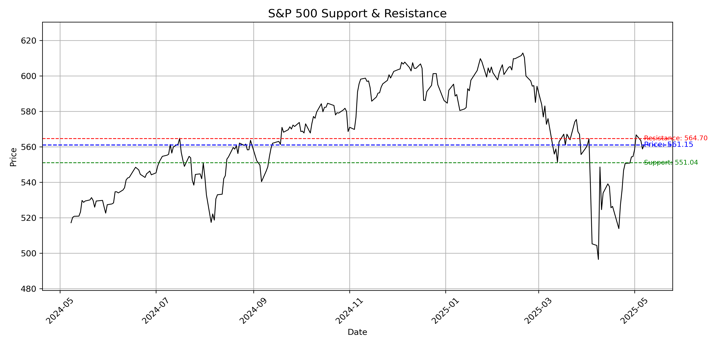 S&P 500 Support & Resistance
620
600
580
560
540
520
500
480
Price
Resistance: 564.70
Price: 561.15
Support: 551.04
2024-05
2024-07
2024-09
2024-11
2025-01
2025-03
2025-05
Date